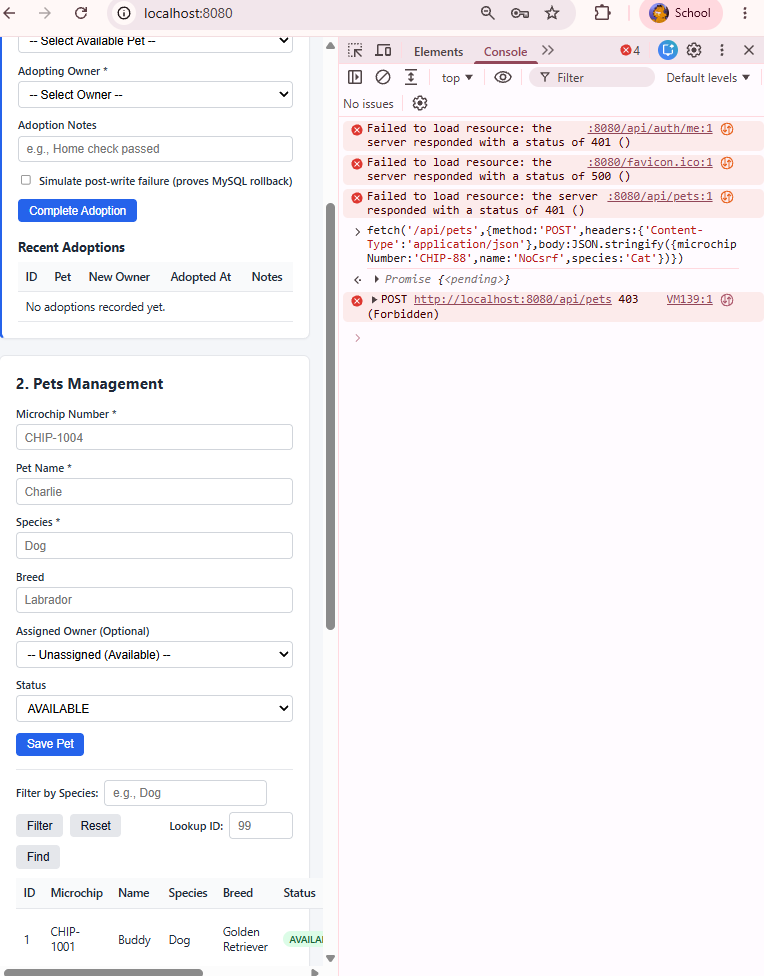 localhost:8080
School
-- Select Available Pet --
Adopting Owner *
-- Select Owner --
Adoption Notes
e.g., Home check passed
Simulate post-write failure (proves MySQL rollback)
Complete Adoption
Recent Adoptions
ID Pet New Owner Adopted At Notes
No adoptions recorded yet.
2. Pets Management
Microchip Number *
CHIP-1004
Pet Name *
Charlie
Species *
Dog
Breed
Labrador
Assigned Owner (Optional)
-- Unassigned (Available) --
Status
AVAILABLE
Save Pet
Filter by Species: e.g., Dog
Filter Reset Lookup ID: 99
Find
ID Microchip Name Species Breed Status
1 CHIP-1001 Buddy Dog Golden Retriever AVAILA
Elements Console 4
top Filter Default levels
No issues
Failed to load resource: the :8080/api/auth/me:1
server responded with a status of 401 ()
Failed to load resource: the :8080/favicon.ico:1
server responded with a status of 500 ()
Failed to load resource: the server :8080/api/pets:1
responded with a status of 401 ()
fetch('/api/pets',{method:'POST',headers:{'Content-
Type':'application/json'},body:JSON.stringify({microchip
Number:'CHIP-88',name:'NoCsrf',species:'Cat'})})
Promise {<pending>}
POST http://localhost:8080/api/pets 403 VM139:1
(Forbidden)